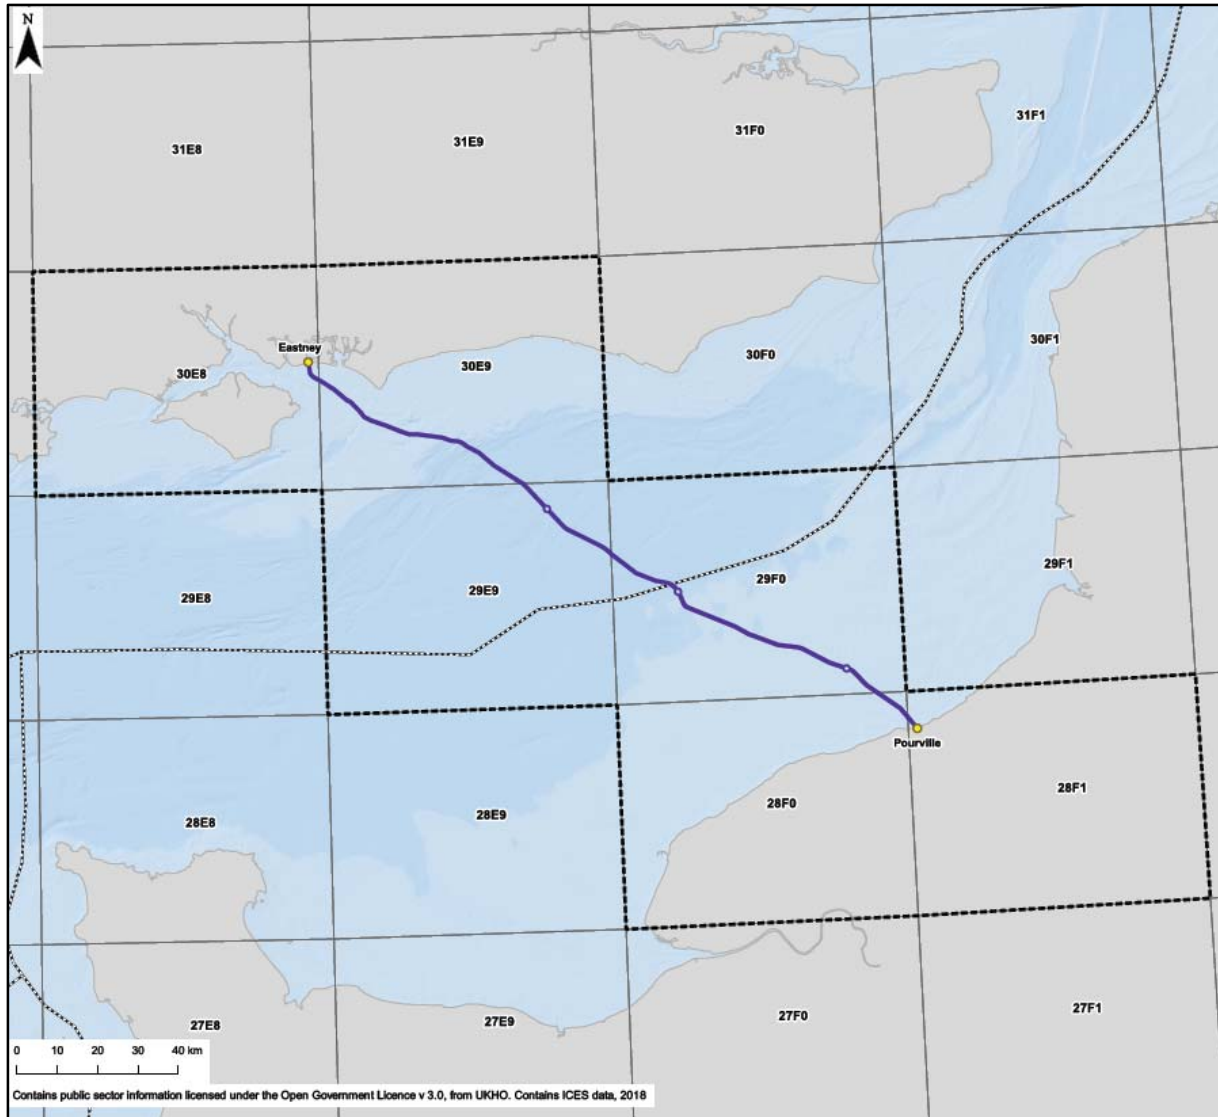 N
31E8
31E9
31F0
31F1
Eastney
30E8
30E9
30F0
30F1
29E8
29E9
29F0
29F1
Pourville
28E8
28E9
28F0
28F1
27E8
27E9
27F0
27F1
0 10 20 30 40 km
Contains public sector information licensed under the Open Government Licence v 3.0, from UKHO. Contains ICES data, 2018